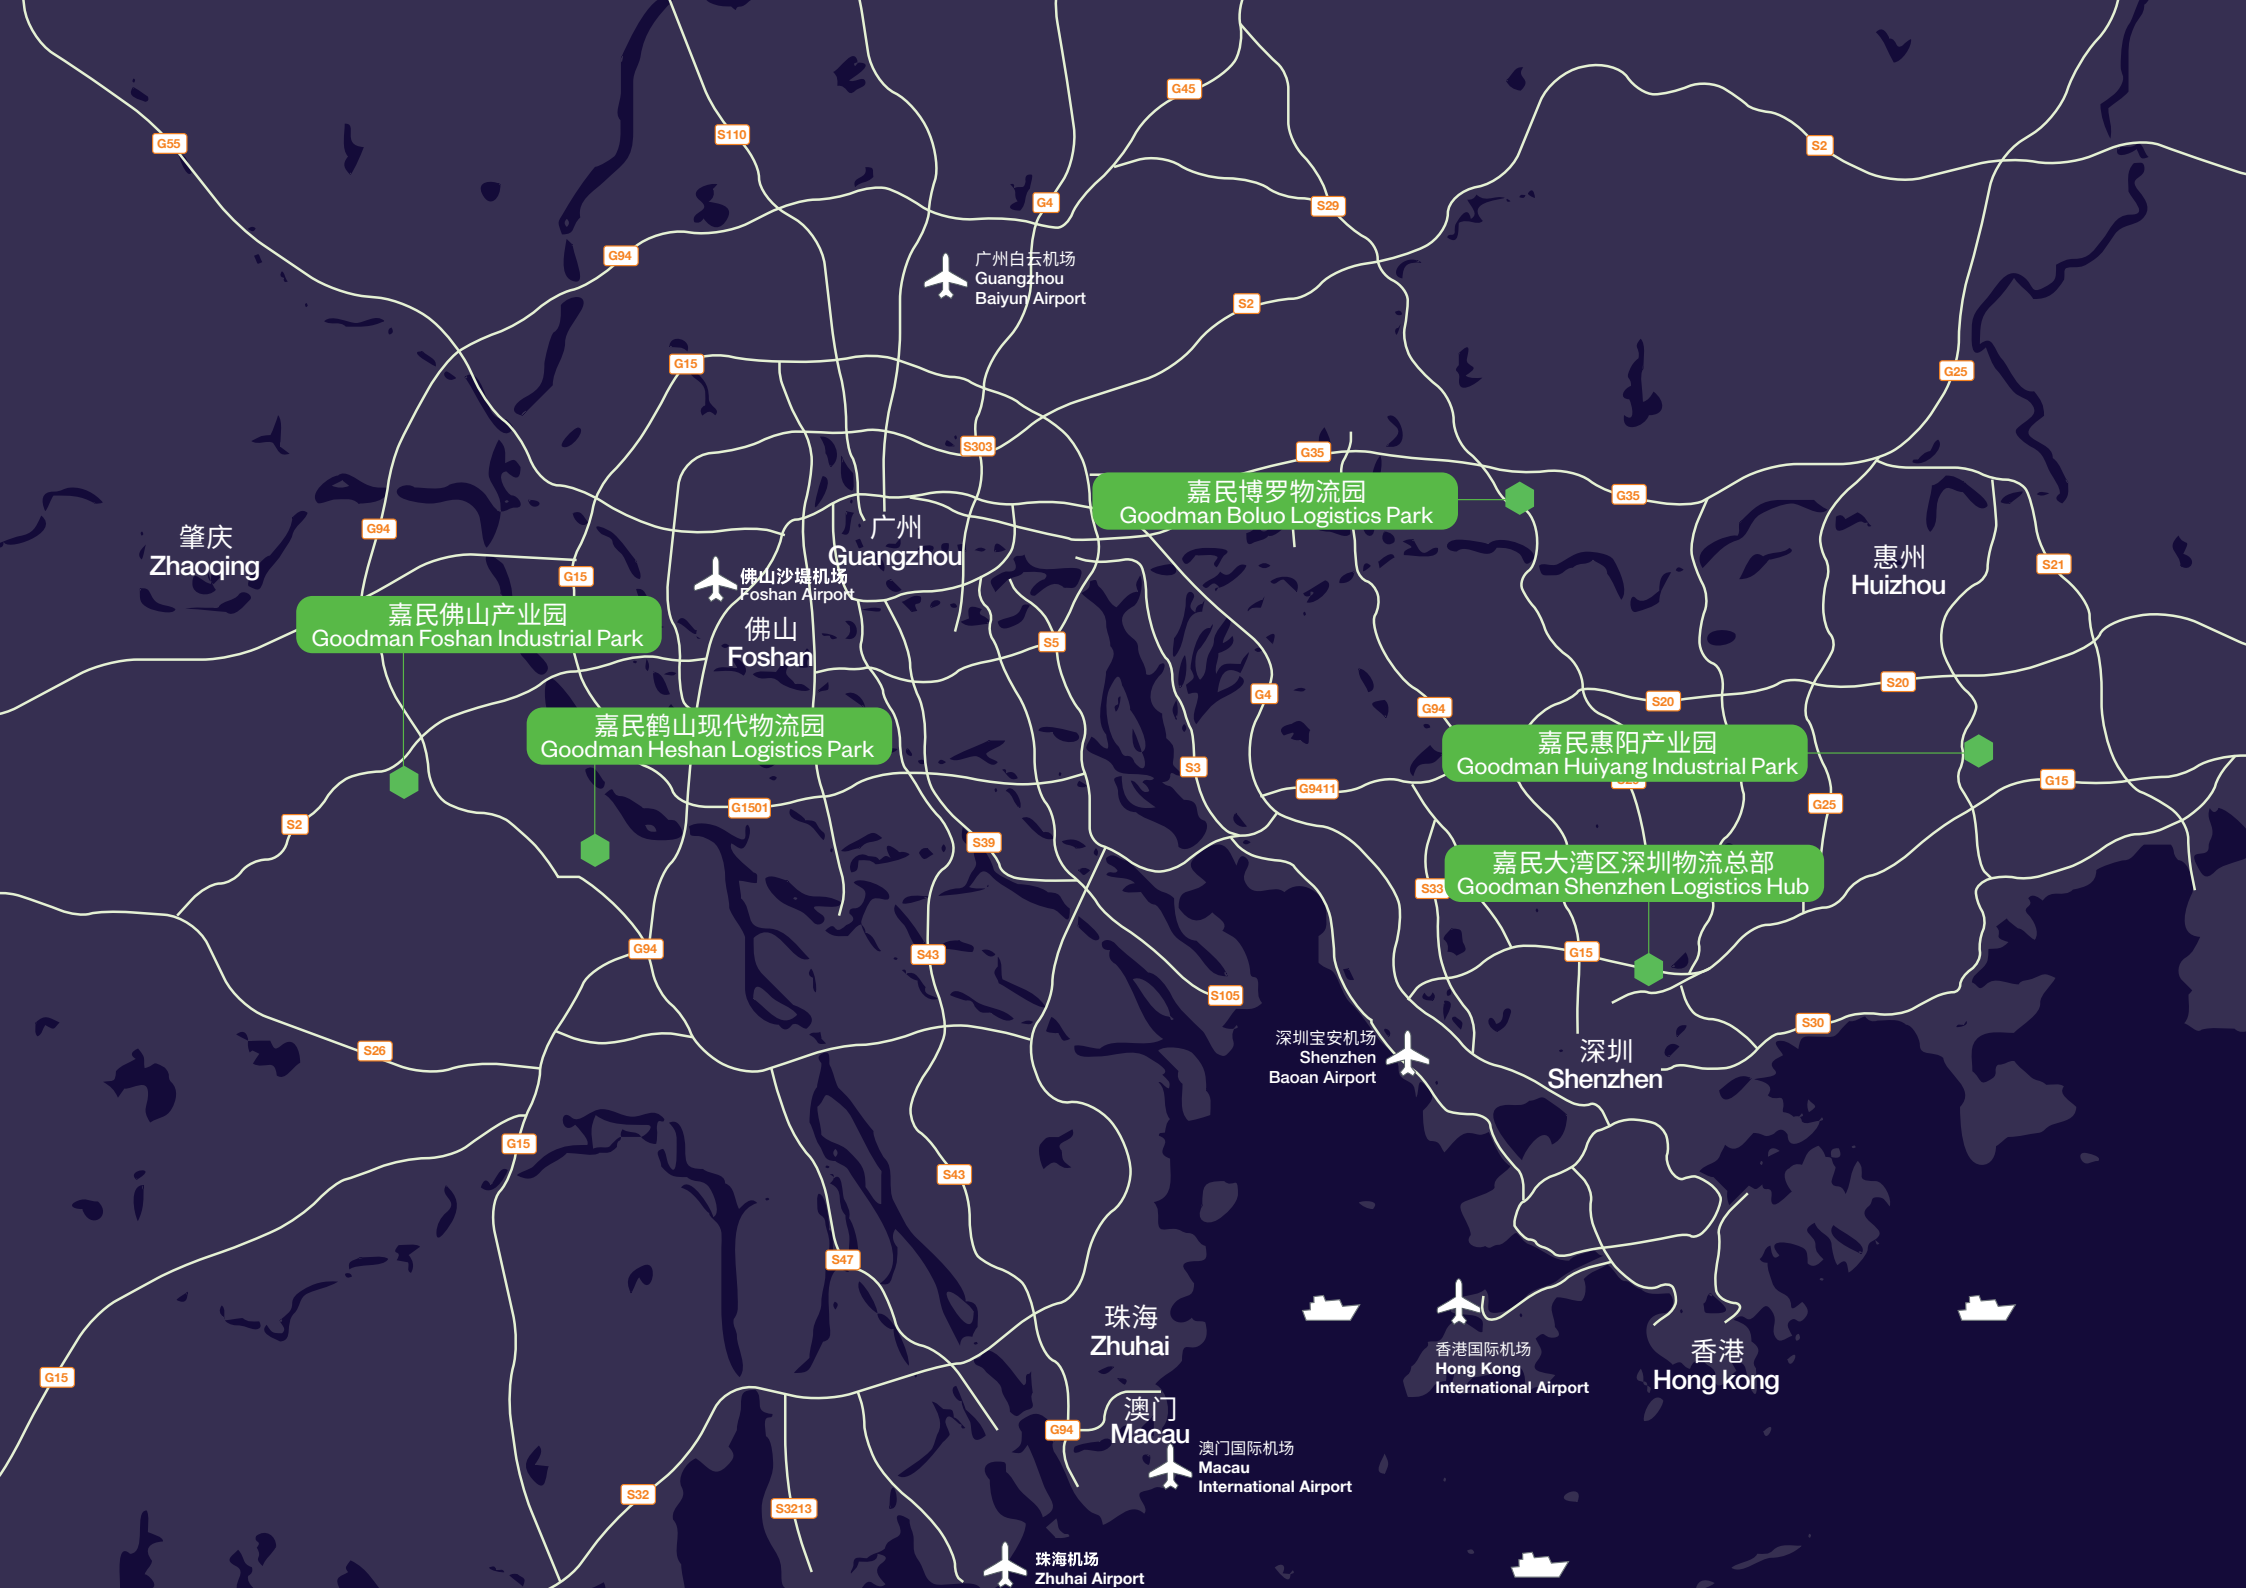 G45
S110
G55
S2
G4
S29
G94
广州白云机场
Guangzhou
Baiyun Airport
S2
G15
G25
S303
G35
嘉民博罗物流园
Goodman Boluo Logistics Park
G35
肇庆
Zhaoqing
G94
广州
Guangzhou
惠州
Huizhou
S21
G15
佛山沙堤机场
Foshan Airport
嘉民佛山产业园
Goodman Foshan Industrial Park
佛山
Foshan
S5
G4
S20
S20
G94
嘉民鹤山现代物流园
Goodman Heshan Logistics Park
嘉民惠阳产业园
Goodman Huiyang Industrial Park
S3
G9411
G15
G1501
G25
S2
S39
嘉民大湾区深圳物流总部
Goodman Shenzhen Logistics Hub
S33
G94
S43
G15
S105
S30
S26
深圳宝安机场
Shenzhen
Baoan Airport
深圳
Shenzhen
G15
S43
S47
珠海
Zhuhai
香港国际机场
Hong Kong
International Airport
香港
Hong kong
G15
澳门
Macau
G94
澳门国际机场
Macau
International Airport
S32
S3213
珠海机场
Zhuhai Airport